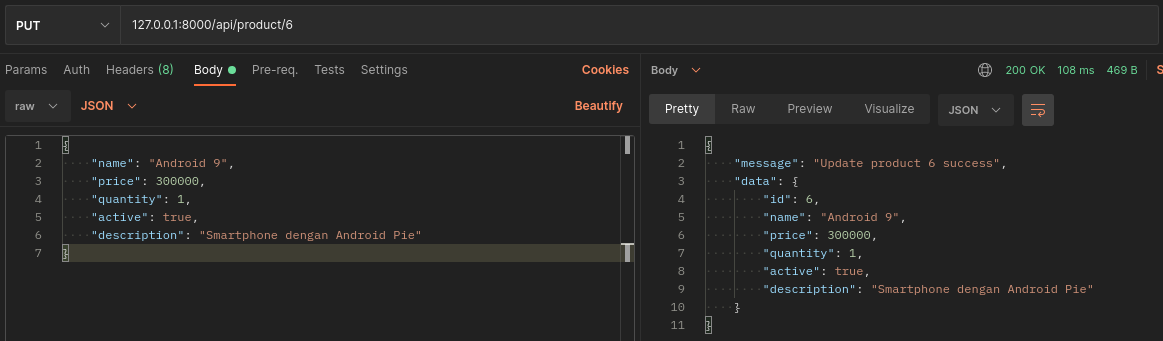 PUT 127.0.0.1:8000/api/product/6
Params Auth Headers (8) Body Pre-req. Tests Settings Cookies
raw JSON Beautify
1 {
2 "name": "Android 9",
3 "price": 300000,
4 "quantity": 1,
5 "active": true,
6 "description": "Smartphone dengan Android Pie"
7 }
Body 200 OK 108 ms 469 B S
Pretty Raw Preview Visualize JSON
1 {
2 "message": "Update product 6 success",
3 "data": {
4 "id": 6,
5 "name": "Android 9",
6 "price": 300000,
7 "quantity": 1,
8 "active": true,
9 "description": "Smartphone dengan Android Pie"
10 }
11 }